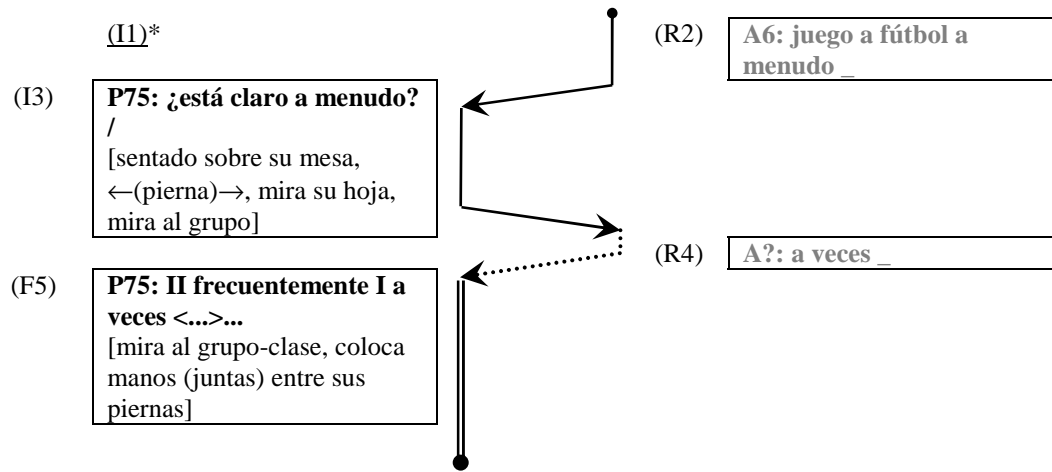 (I1)*
(R2)
A6: juego a fútbol a
menudo _
(I3)
P75: ¿está claro a menudo?
/
[sentado sobre su mesa,
←(pierna)→, mira su hoja,
mira al grupo]
(R4)
A?: a veces _
(F5)
P75: II frecuentemente I a
veces <...>...
[mira al grupo-clase, coloca
manos (juntas) entre sus
piernas]